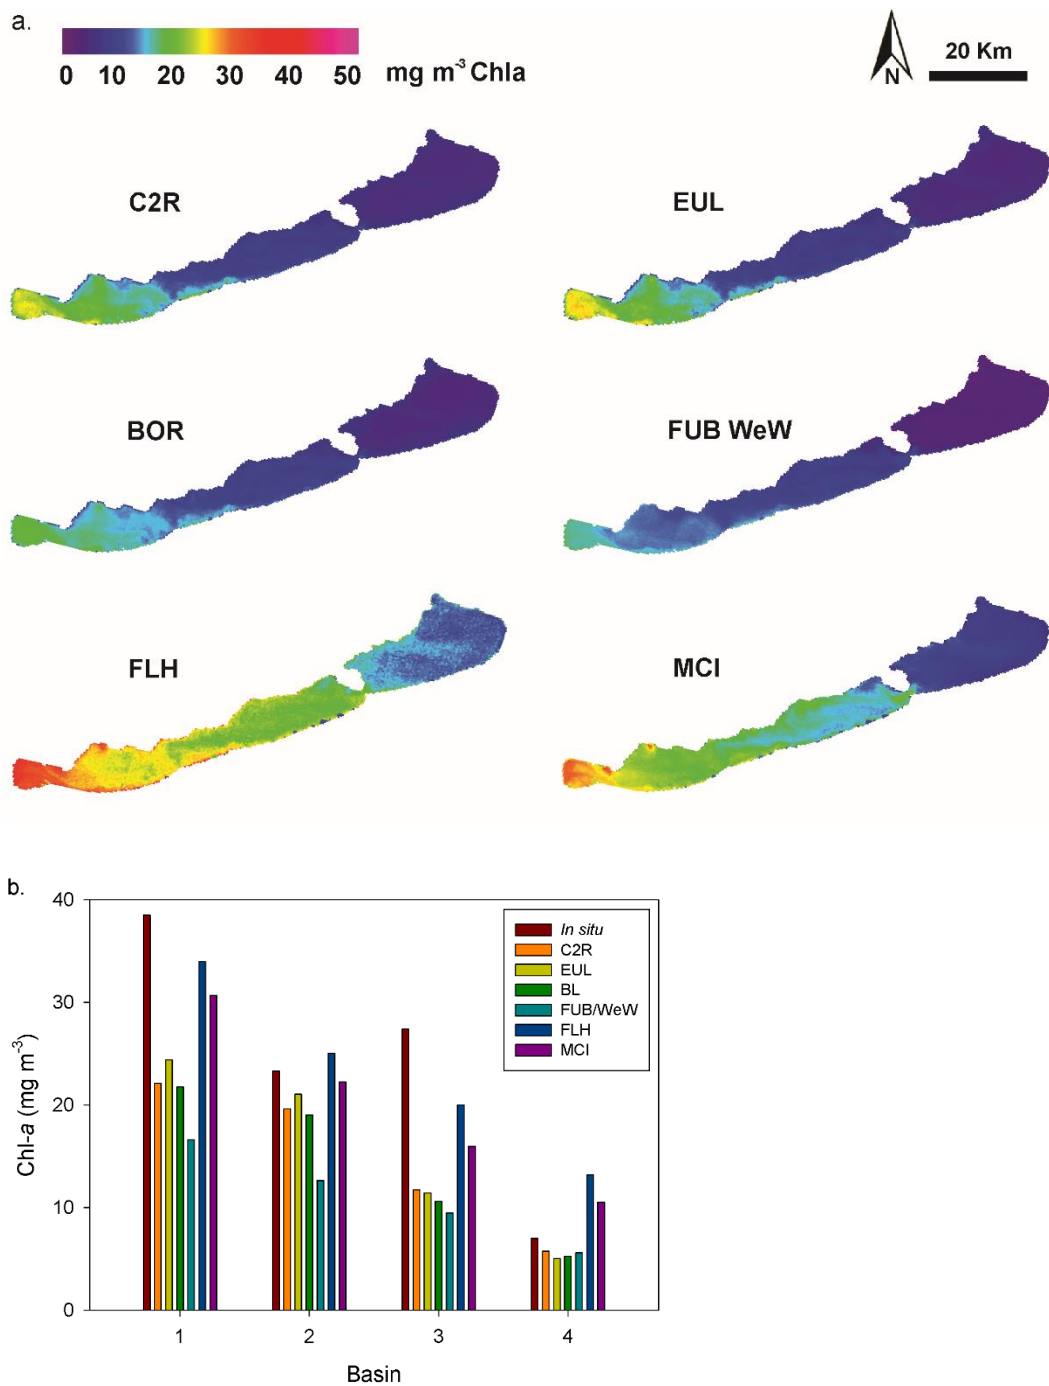 a.
0 10 20 30 40 50 mg m-3 Chla
N
20 Km
C2R
EUL
BOR
FUB WeW
FLH
MCI
b.
40
30
20
10
0
Chl-a (mg m-3)
In situ
C2R
EUL
BL
FUB/WeW
FLH
MCI
1 2 3 4
Basin